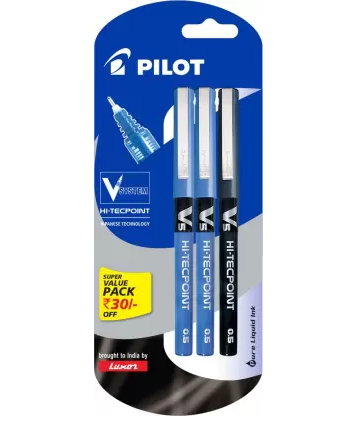 PILOT
V SYSTEM
HI-TECPOINT
JAPANESE TECHNOLOGY
SUPER
VALUE
PACK
₹30/-
OFF
brought to India by
Luxor
V5 HI-TECPOINT 0.5
V5 HI-TECPOINT 0.5
V5 HI-TECPOINT 0.5
Pure Liquid Ink